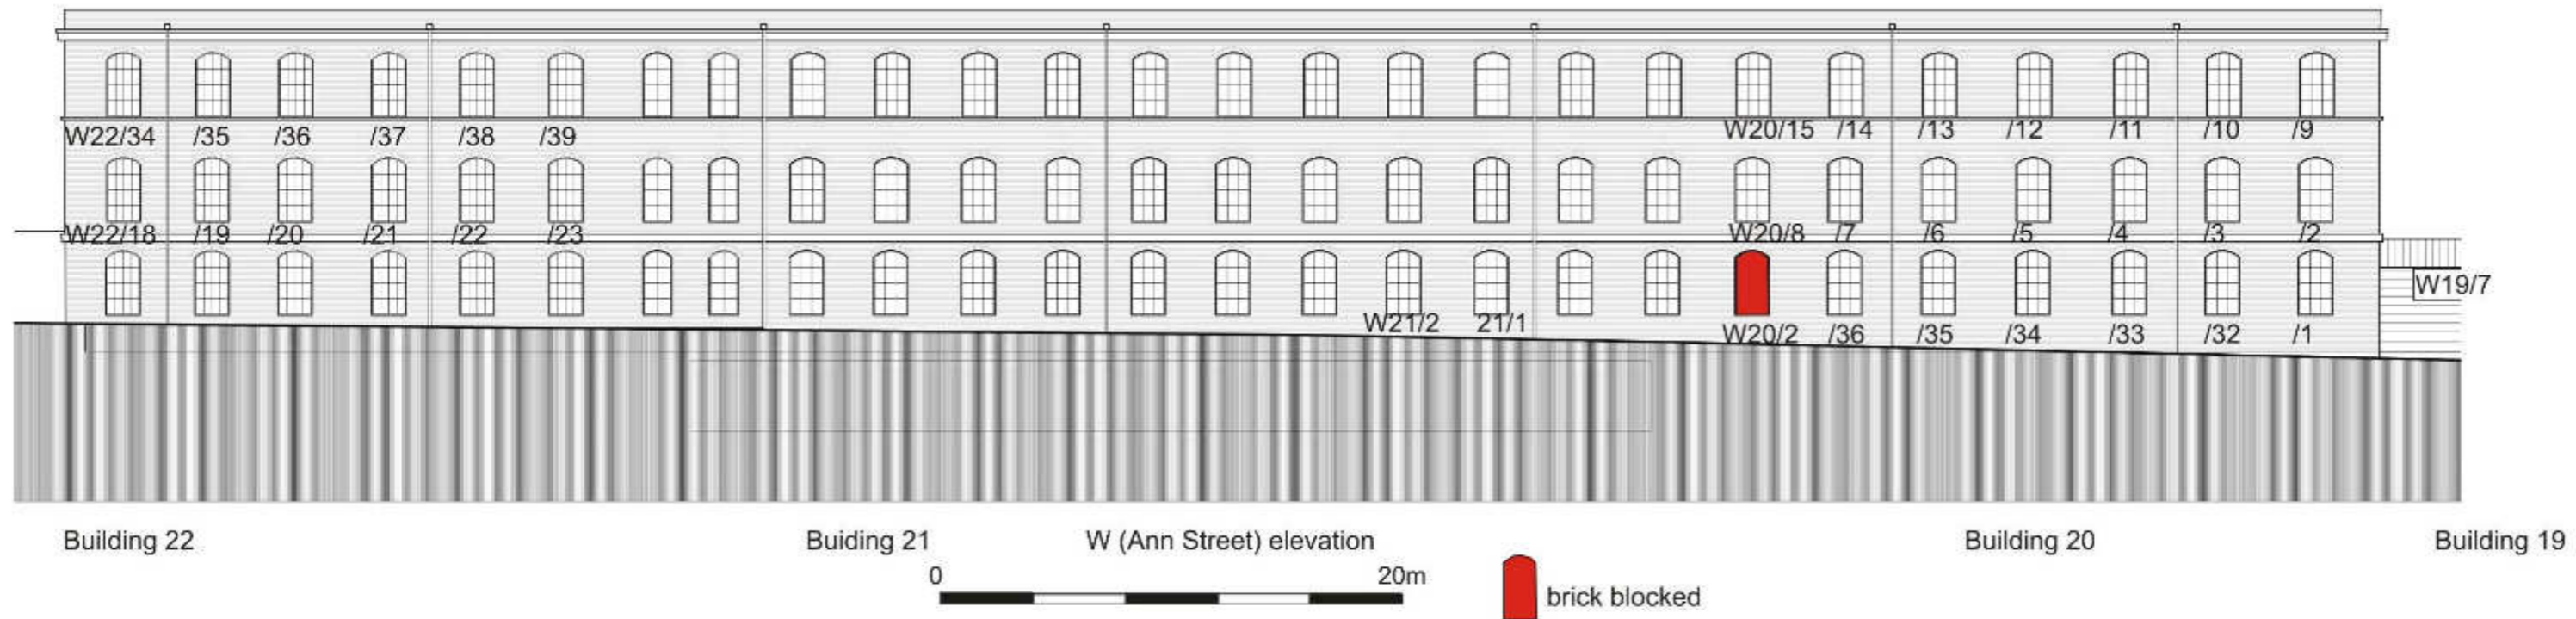 W22/34 /35 /36 /37 /38 /39 W20/15 /14 /13 /12 /11 /10 /9
W22/18 /19 /20 /21 /22 /23 W20/8 /7 /6 /5 /4 /3 /2
W19/7
W21/2 21/1 W20/2 /36 /35 /34 /33 /32 /1
Building 22 Buiding 21 W (Ann Street) elevation Building 20 Building 19
0 20m
brick blocked